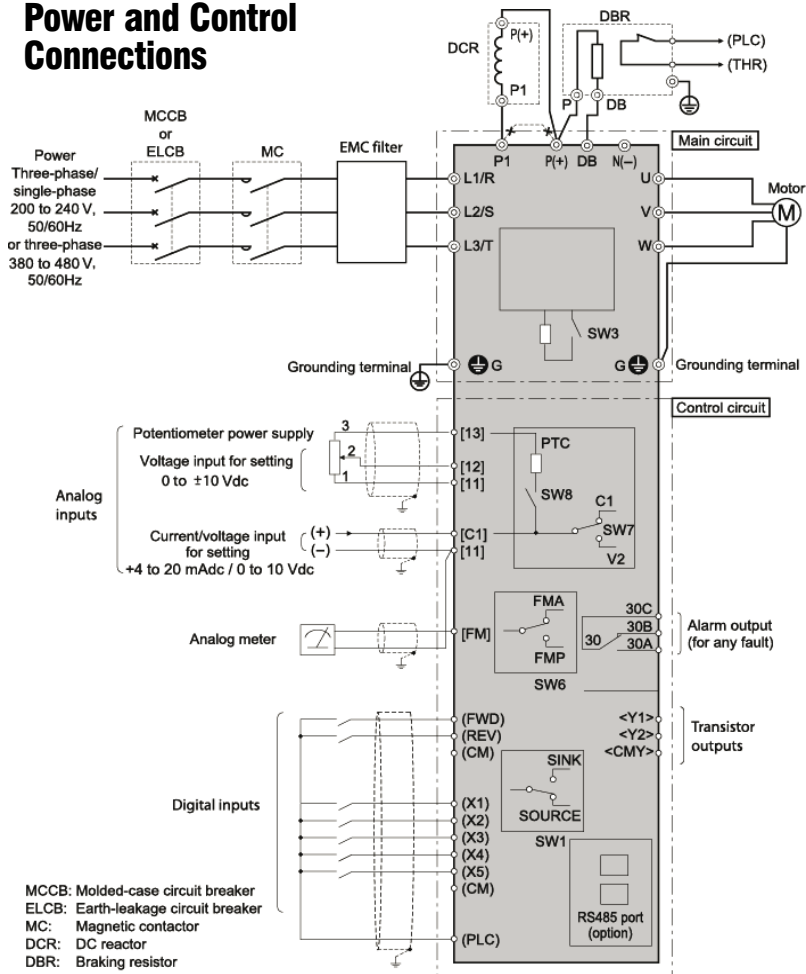 Power and Control
Connections
DCR
P(+)
P1
DBR
(PLC)
(THR)
P
DB
MCCB
or
ELCB
MC
EMC filter
Power
Three-phase/
single-phase
200 to 240 V,
50/60Hz
or three-phase
380 to 480 V,
50/60Hz
P1
P(+)
DB
N(–)
Main circuit
L1/R
L2/S
L3/T
U
V
W
Motor
M
SW3
Grounding terminal
G
G
Grounding terminal
Control circuit
Analog
inputs
Potentiometer power supply
Voltage input for setting
0 to ±10 Vdc
3
2
1
[13]
[12]
[11]
PTC
SW8
C1
SW7
V2
Current/voltage input
for setting
+4 to 20 mAdc / 0 to 10 Vdc
(+)
(–)
[C1]
[11]
Analog meter
[FM]
FMA
FMP
SW6
30C
30B
30
30A
Alarm output
(for any fault)
Digital inputs
(FWD)
(REV)
(CM)
<Y1>
<Y2>
<CMY>
Transistor
outputs
SINK
SOURCE
SW1
(X1)
(X2)
(X3)
(X4)
(X5)
(CM)
(PLC)
RS485 port
(option)
MCCB: Molded-case circuit breaker
ELCB: Earth-leakage circuit breaker
MC: Magnetic contactor
DCR: DC reactor
DBR: Braking resistor